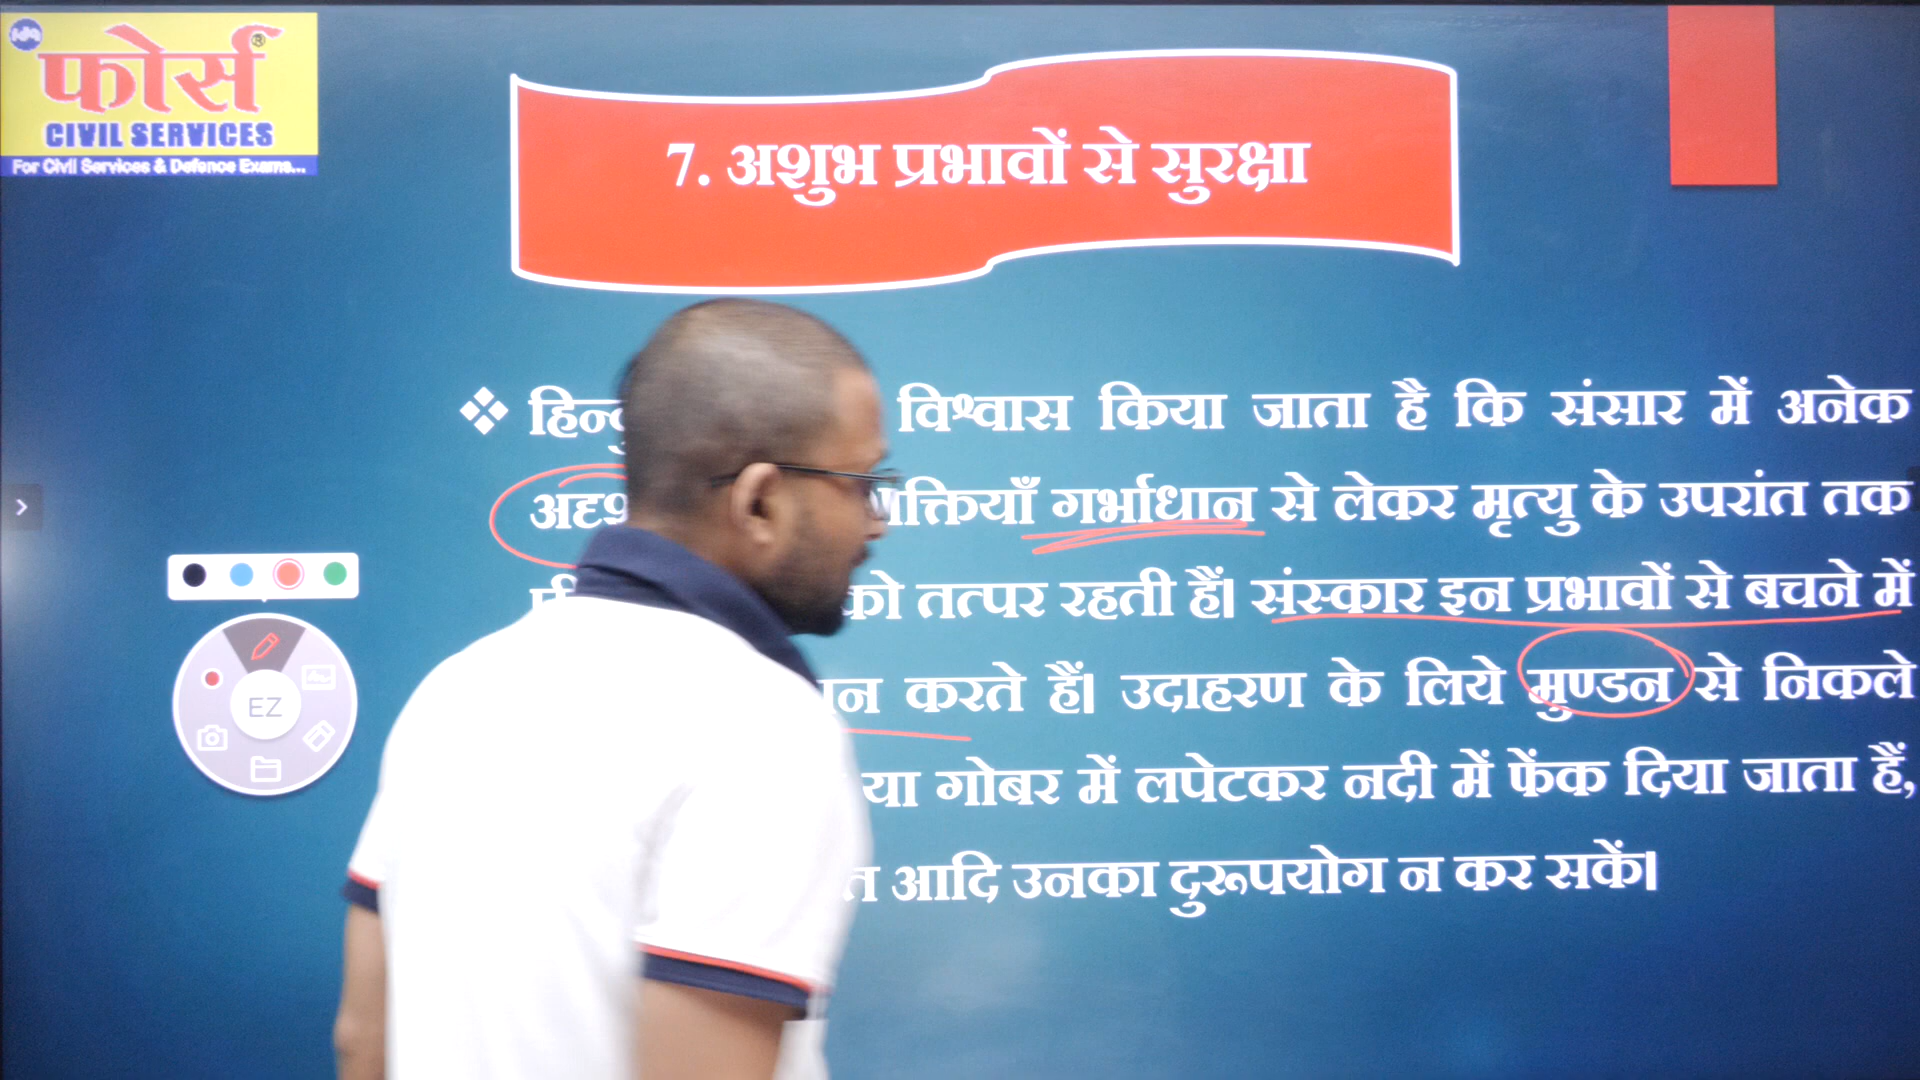 फोर्स
CIVIL SERVICES
For Civil Services & Defence Exams...
7. अशुभ प्रभावों से सुरक्षा
विश्वास किया जाता है कि संसार में अनेक
गर्भाधान से लेकर मृत्यु के उपरांत तक
को तत्पर रहती हैं। संस्कार इन प्रभावों से बचने में
करते हैं। उदाहरण के लिये मुण्डन से निकले
या गोबर में लपेटकर नदी में फेंक दिया जाता हैं,
आदि उनका दुरूपयोग न कर सकें।
EZ